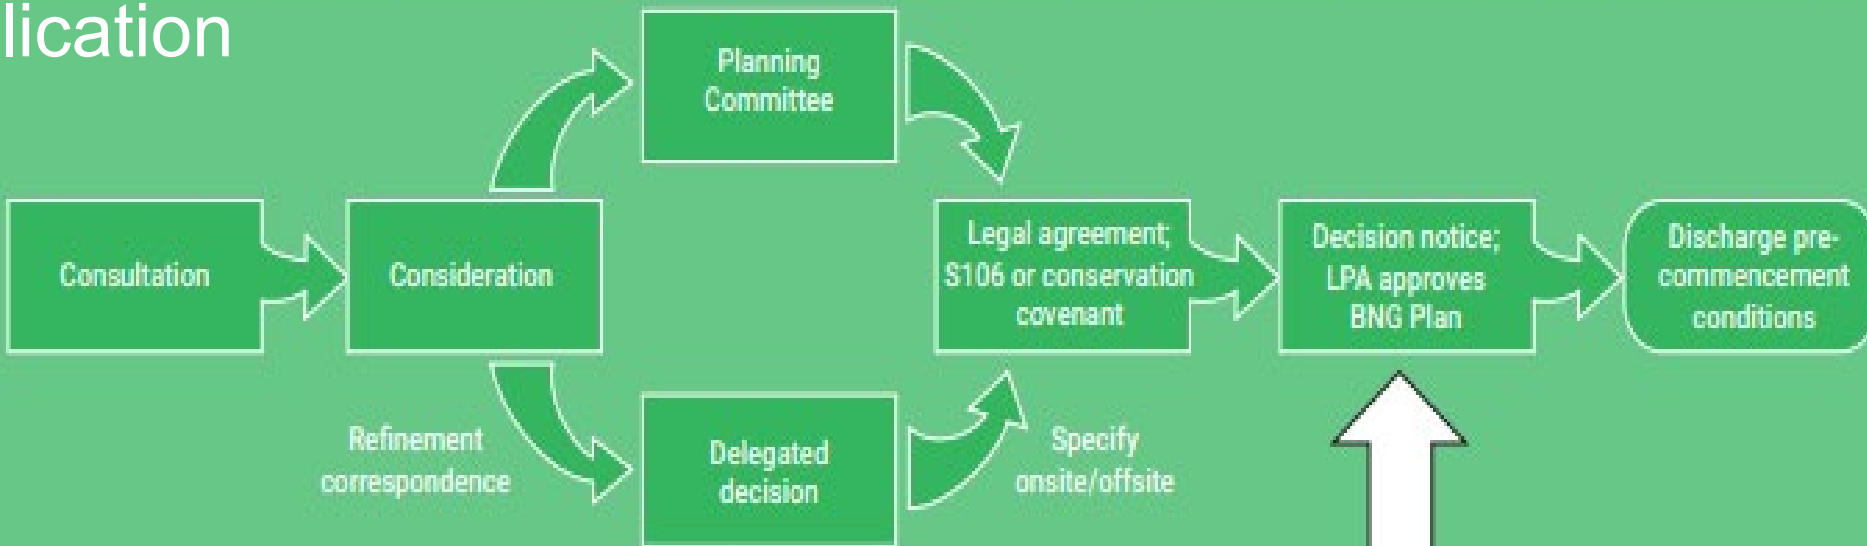 lication
Planning
Committee
Consultation
Consideration
Legal agreement;
S106 or conservation
covenant
Decision notice;
LPA approves
BNG Plan
Discharge pre-
commencement
conditions
Refinement
correspondence
Delegated
decision
Specify
onsite/offsite